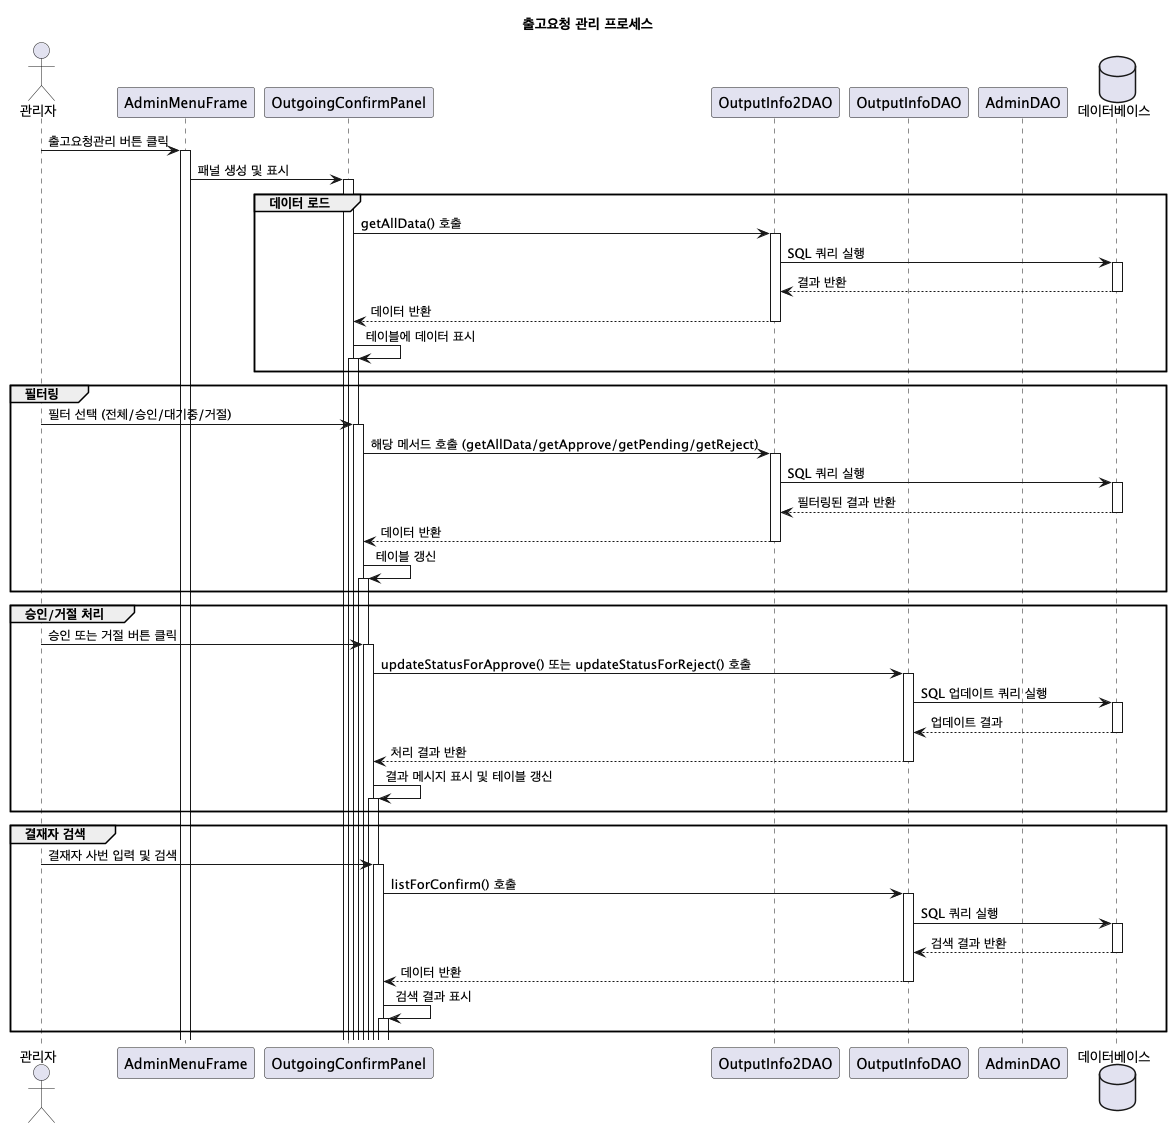 출고요청 관리 프로세스
관리자
AdminMenuFrame
OutgoingConfirmPanel
OutputInfo2DAO
OutputInfoDAO
AdminDAO
데이터베이스
출고요청관리 버튼 클릭
패널 생성 및 표시
데이터 로드
getAllData() 호출
SQL 쿼리 실행
결과 반환
데이터 반환
테이블에 데이터 표시
필터링
필터 선택 (전체/승인/대기중/거절)
해당 메서드 호출 (getAllData/getApprove/getPending/getReject)
SQL 쿼리 실행
필터링된 결과 반환
데이터 반환
테이블 갱신
승인/거절 처리
승인 또는 거절 버튼 클릭
updateStatusForApprove() 또는 updateStatusForReject() 호출
SQL 업데이트 쿼리 실행
업데이트 결과
처리 결과 반환
결과 메시지 표시 및 테이블 갱신
결재자 검색
결재자 사번 입력 및 검색
listForConfirm() 호출
SQL 쿼리 실행
검색 결과 반환
데이터 반환
검색 결과 표시
관리자
AdminMenuFrame
OutgoingConfirmPanel
OutputInfo2DAO
OutputInfoDAO
AdminDAO
데이터베이스